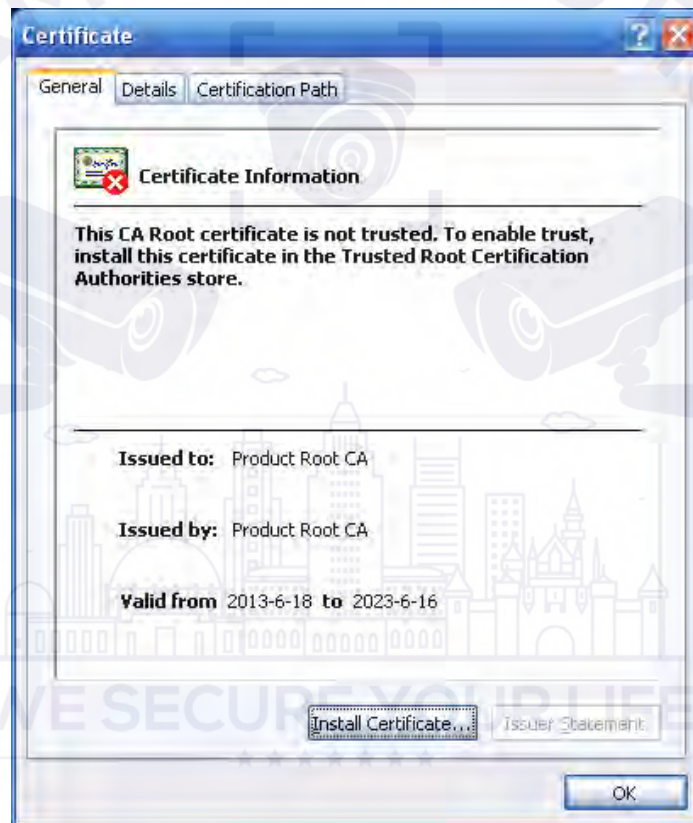 Certificate
General Details Certification Path
Certificate Information
This CA Root certificate is not trusted. To enable trust,
install this certificate in the Trusted Root Certification
Authorities store.
Issued to: Product Root CA
Issued by: Product Root CA
Valid from 2013-6-18 to 2023-6-16
WE SECURE YOUR LIFE
Install Certificate... Issuer Statement
OK